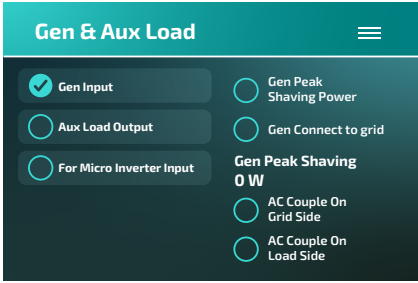 Gen & Aux Load
Gen Input
Aux Load Output
For Micro Inverter Input
Gen Peak
Shaving Power
Gen Connect to grid
Gen Peak Shaving
0 W
AC Couple On
Grid Side
AC Couple On
Load Side